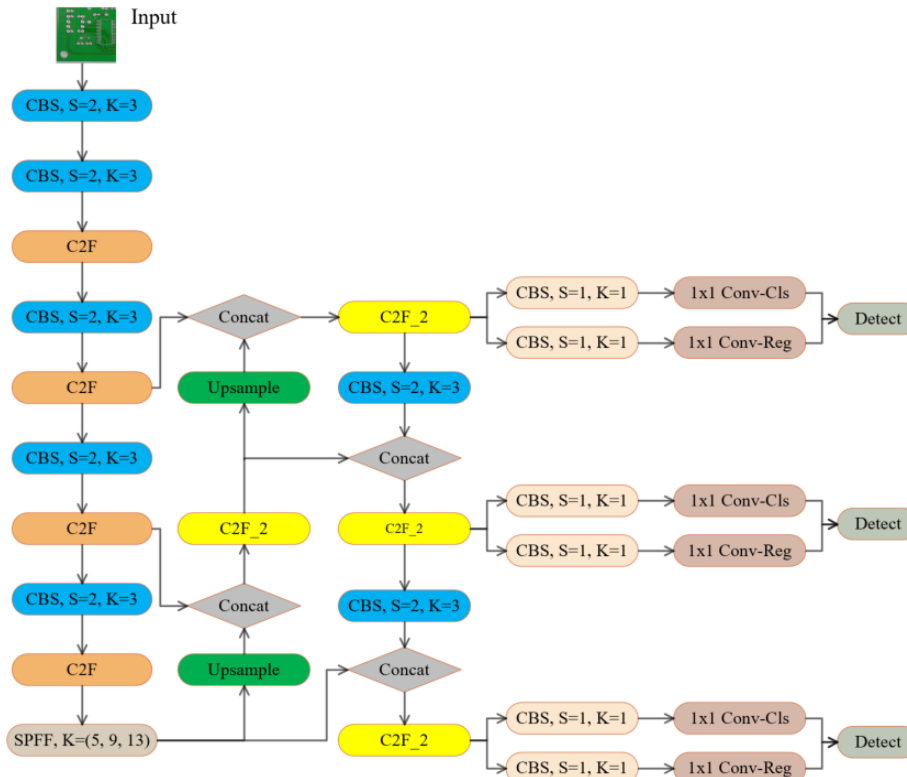 Input
CBS, S=2, K=3
CBS, S=2, K=3
C2F
CBS, S=2, K=3
C2F
CBS, S=2, K=3
C2F
CBS, S=2, K=3
C2F
SPFF, K=(5, 9, 13)
Concat
Upsample
C2F_2
Concat
Upsample
C2F_2
CBS, S=2, K=3
Concat
C2F_2
CBS, S=2, K=3
Concat
C2F_2
CBS, S=1, K=1
1x1 Conv-Cls
CBS, S=1, K=1
1x1 Conv-Reg
Detect
CBS, S=1, K=1
1x1 Conv-Cls
CBS, S=1, K=1
1x1 Conv-Reg
Detect
CBS, S=1, K=1
1x1 Conv-Cls
CBS, S=1, K=1
1x1 Conv-Reg
Detect